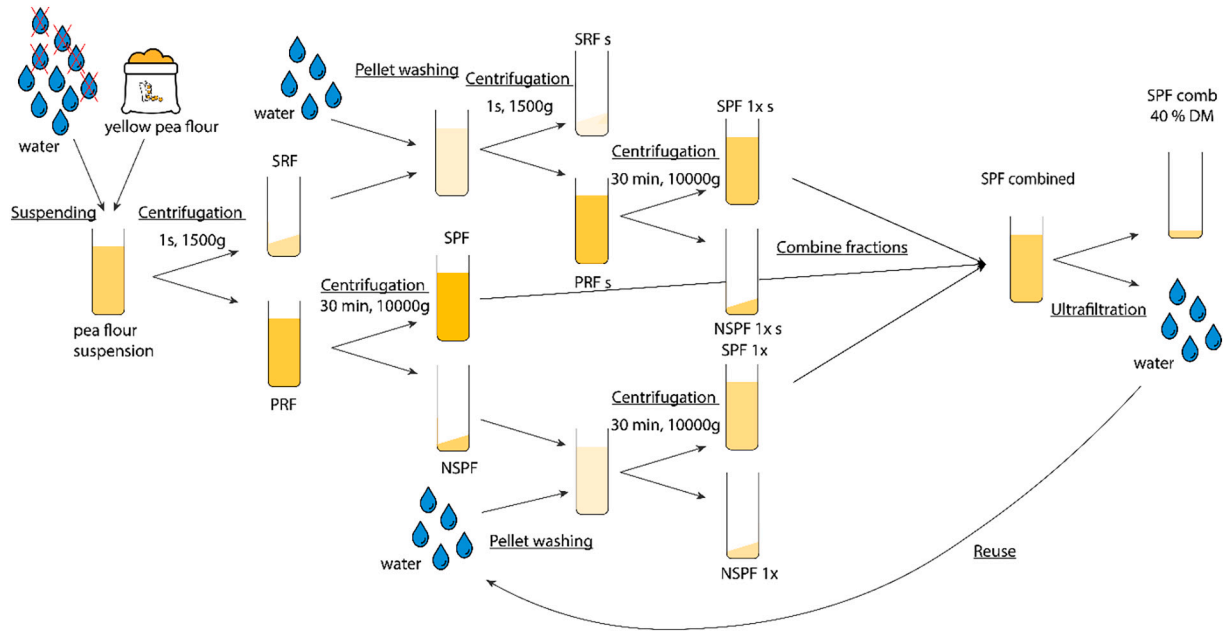 water
yellow pea flour
Suspending
pea flour
suspension
Centrifugation
1s, 1500g
SRF
PRF
water
Pellet washing
Centrifugation
1s, 1500g
SRF s
PRF s
Centrifugation
30 min, 10000g
SPF
NSPF
Centrifugation
30 min, 10000g
SPF 1x s
NSPF 1x s
water
Pellet washing
Centrifugation
30 min, 10000g
SPF 1x
NSPF 1x
Combine fractions
SPF combined
Ultrafiltration
SPF comb
40 % DM
water
Reuse